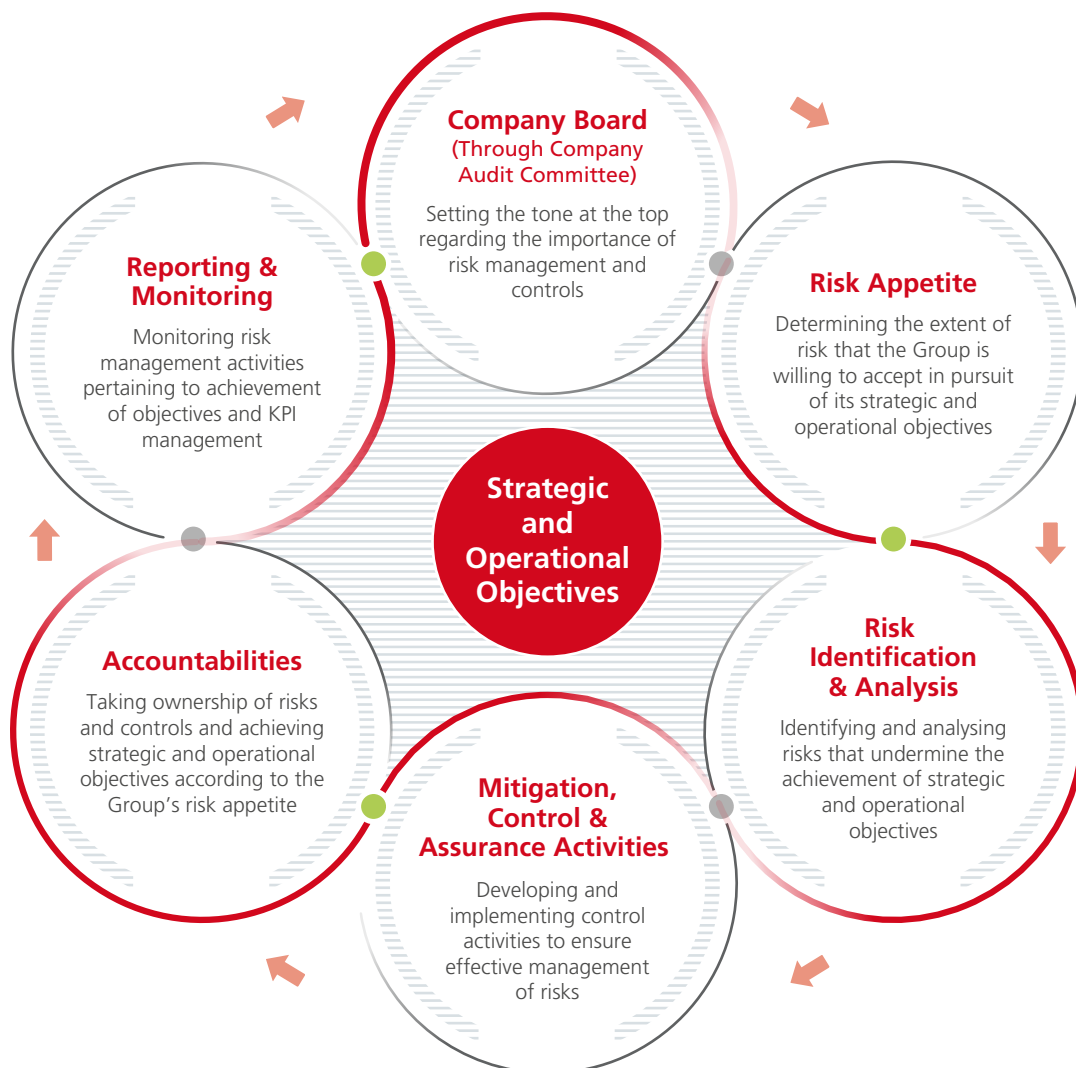 Company Board
(Through Company
Audit Committee)
Setting the tone at the top
regarding the importance of
risk management and
controls
Risk Appetite
Determining the extent of
risk that the Group is
willing to accept in pursuit
of its strategic and
operational objectives
Risk
Identification
& Analysis
Identifying and analysing
risks that undermine the
achievement of strategic
and operational
objectives
Mitigation,
Control &
Assurance Activities
Developing and
implementing control
activities to ensure
effective management
of risks
Accountabilities
Taking ownership of risks
and controls and achieving
strategic and operational
objectives according to the
Group’s risk appetite
Reporting &
Monitoring
Monitoring risk
management activities
pertaining to achievement
of objectives and KPI
management
Strategic
and
Operational
Objectives